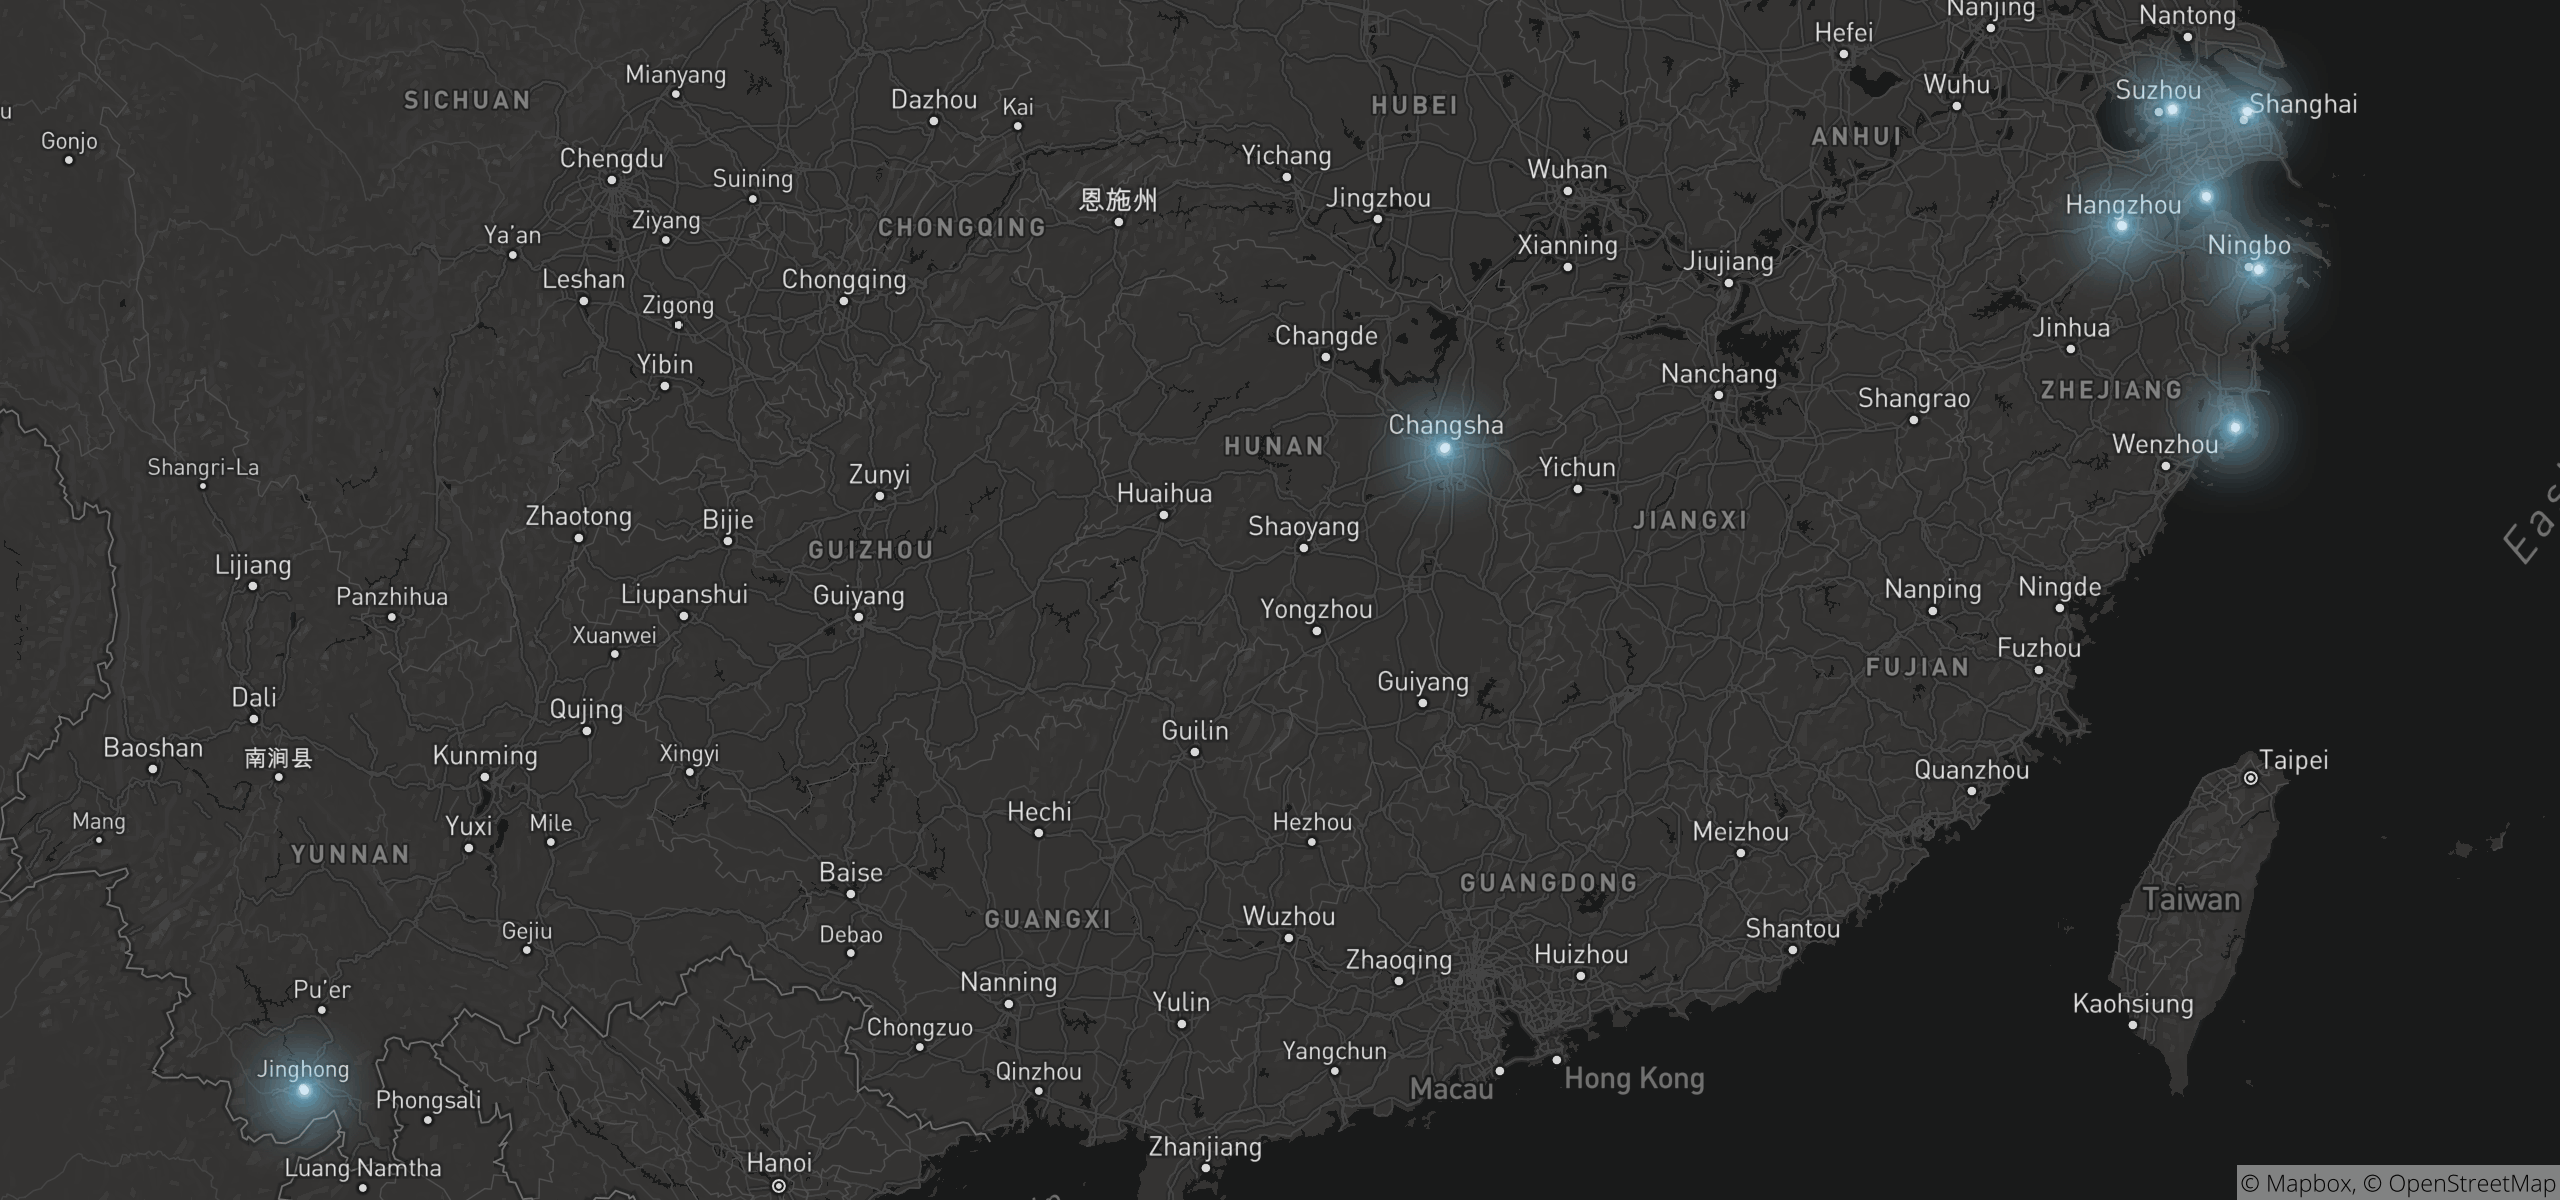 Nanjing
Nantong
Hefei
Mianyang
Wuhu
Suzhou
SICHUAN
Dazhou
Kai
HUBEI
Shanghai
u
Gonjo
ANHUI
Chengdu
Yichang
Wuhan
Suining
恩施州
Jingzhou
Hangzhou
Ziyang
CHONGQING
Ya'an
Xianning
Ningbo
Jiujiang
Leshan
Chongqing
Zigong
Changde
Jinhua
Yibin
Nanchang
ZHEJIANG
Shangrao
Changsha
HUNAN
Wenzhou
Shangri-La
Zunyi
Yichun
Huaihua
Zhaotong
Bijie
JIANGXI
Shaoyang
Eas
GUIZHOU
Lijiang
Panzhihua
Liupanshui
Guiyang
Nanping
Ningde
Yongzhou
Xuanwei
Fuzhou
FUJIAN
Dali
Guiyang
Qujing
Guilin
Baoshan
南涧县
Kunming
Xingyi
Quanzhou
Taipei
Mang
Yuxi
Mile
Hechi
Hezhou
Meizhou
YUNNAN
Baise
GUANGDONG
Taiwan
Gejiu
Debao
GUANGXI
Wuzhou
Shantou
Zhaoqing
Huizhou
Pu'er
Nanning
Yulin
Kaohsiung
Chongzuo
Jinghong
Qinzhou
Yangchun
Macau
Hong Kong
Phongsali
Zhanjiang
Luang Namtha
Hanoi
© Mapbox, © OpenStreetMap